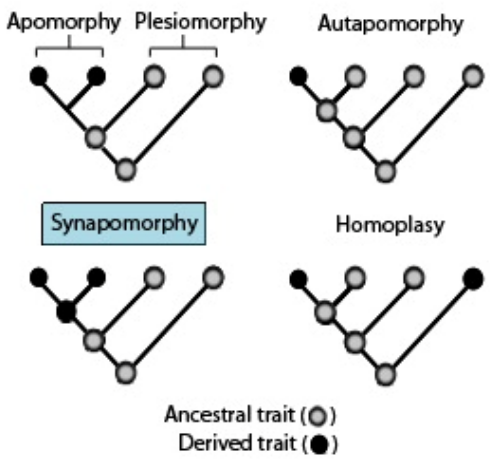 Apomorphy Plesiomorphy Autapomorphy
Synapomorphy Homoplasy
Ancestral trait ( )
Derived trait ( )